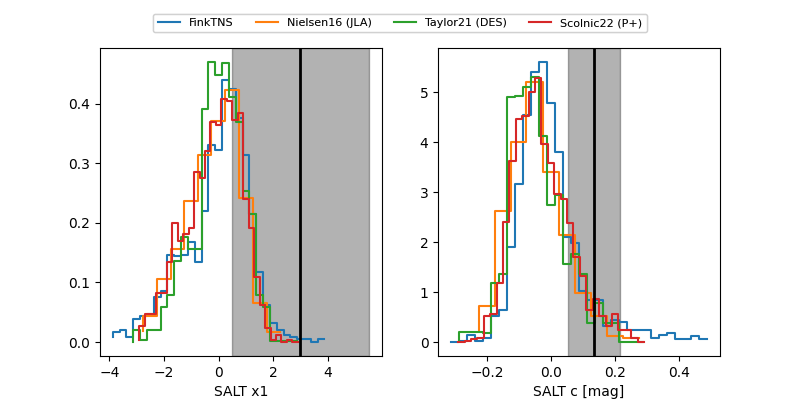 FinkTNS Nielsen16 (JLA) Taylor21 (DES) Scolnic22 (P+)
0.4
0.3
0.2
0.1
0.0
−4 −2 0 2 4
SALT x1
5
4
3
2
1
0
−0.2 0.0 0.2 0.4
SALT c [mag]